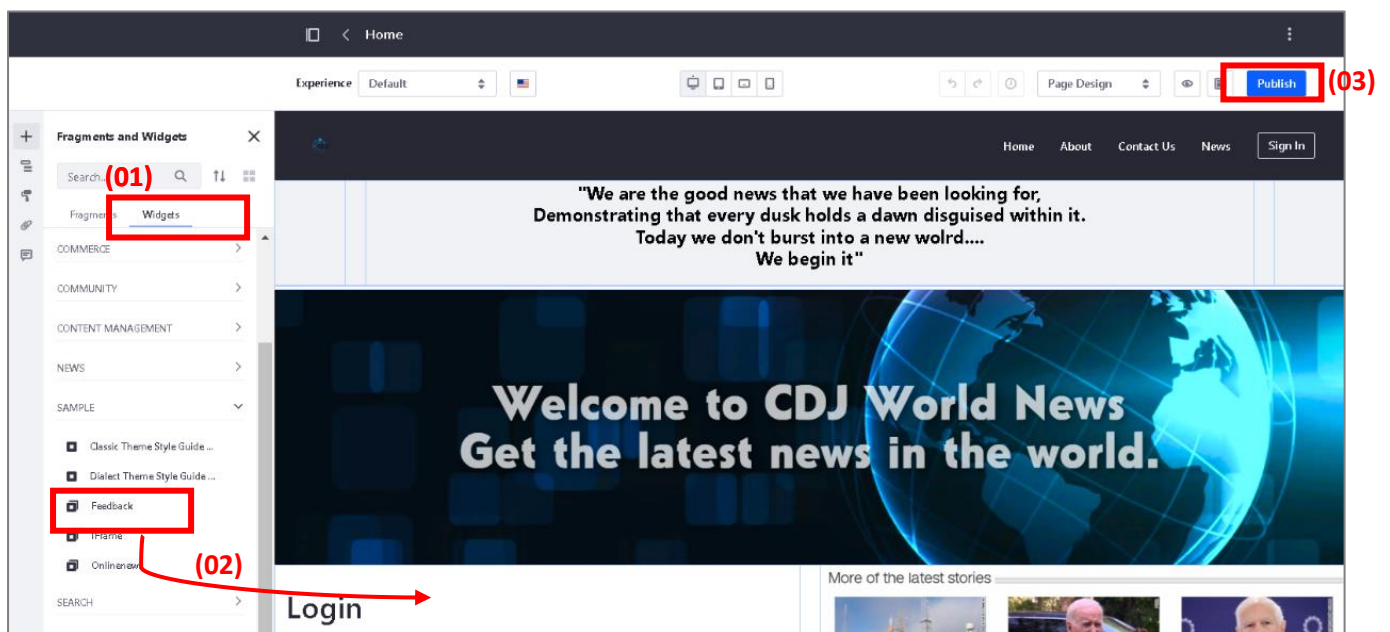 Home
Experience Default
Page Design
Publish
(03)
Fragments and Widgets
Search...
(01)
Fragments Widgets
COMMERCE
COMMUNITY
CONTENT MANAGEMENT
NEWS
SAMPLE
Classic Theme Style Guide ...
Dialect Theme Style Guide ...
Feedback
IFrame
(02)
SEARCH
Home About Contact Us News Sign In
"We are the good news that we have been looking for,
Demonstrating that every dusk holds a dawn disguised within it.
Today we don't burst into a new wolrd....
We begin it"
Welcome to CDJ World News
Get the latest news in the world.
Login
More of the latest stories